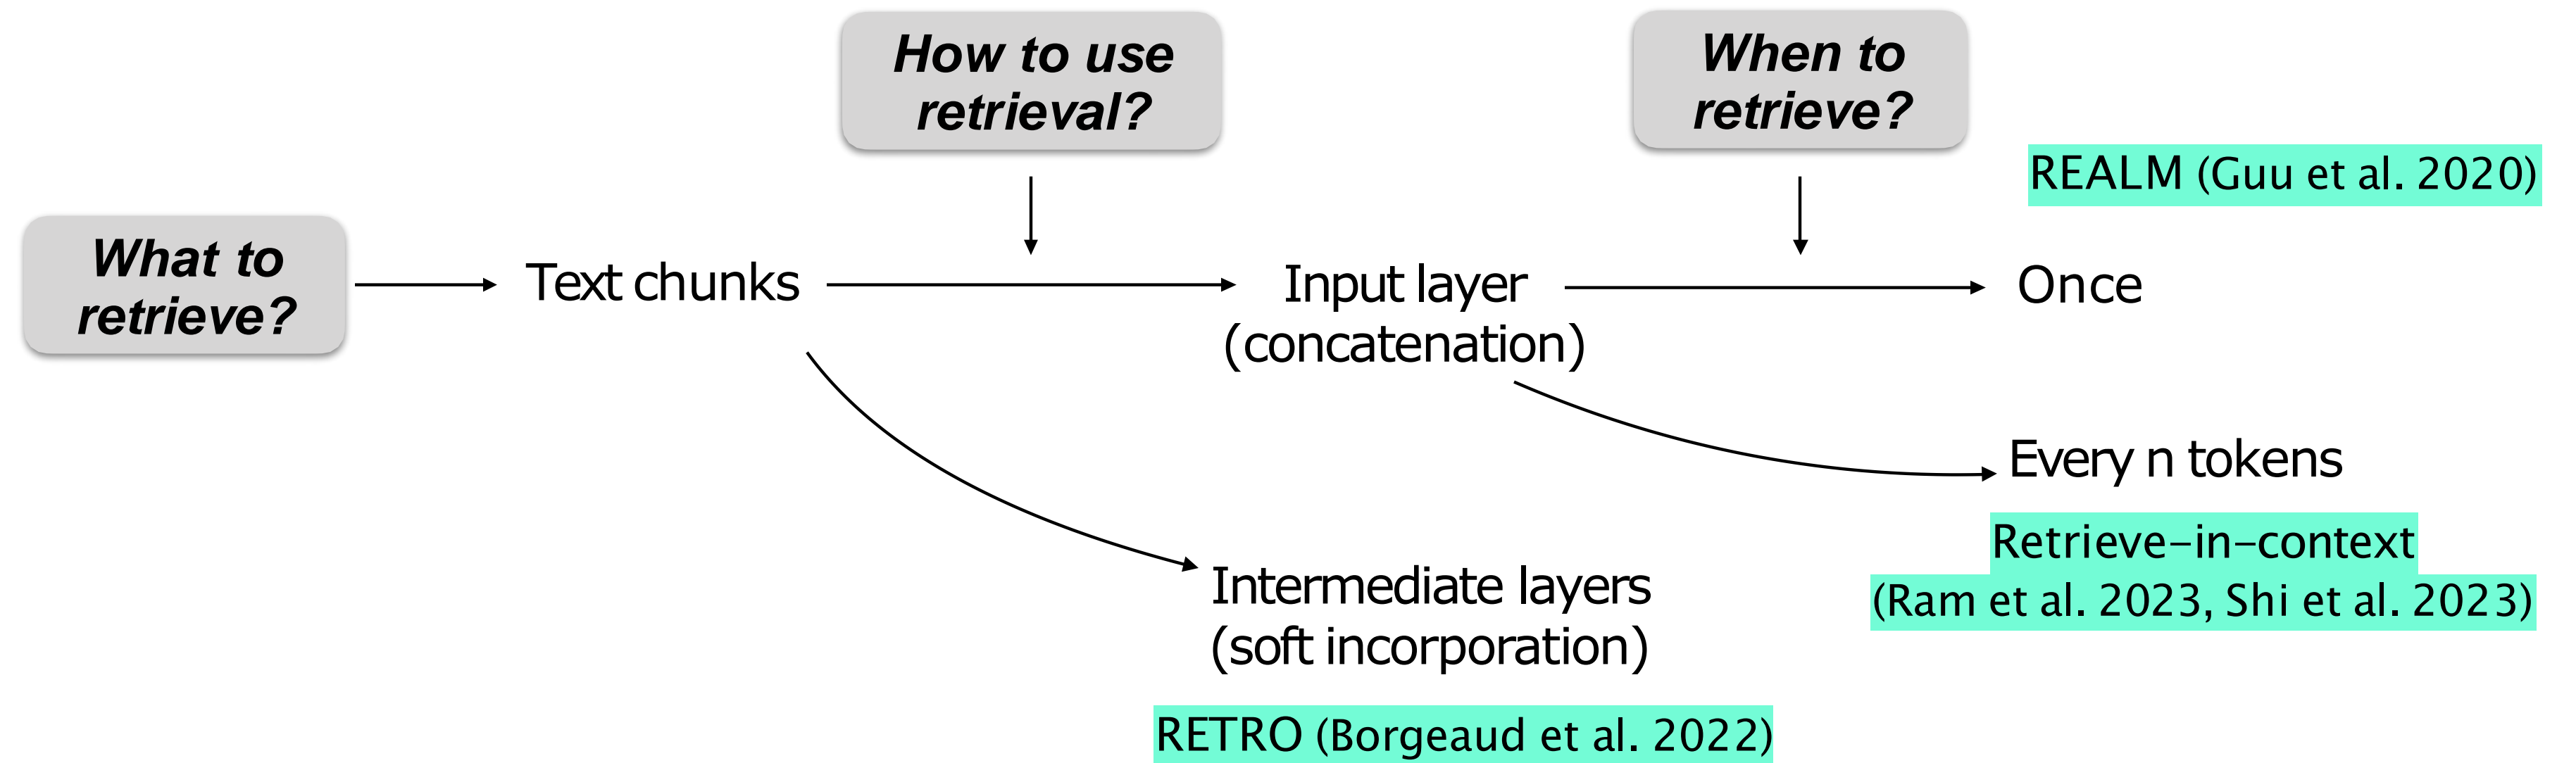 How to use
retrieval?
When to
retrieve?
REALM (Guu et al. 2020)
What to
retrieve?
Text chunks
Input layer
(concatenation)
Once
Every n tokens
Retrieve-in-context
(Ram et al. 2023, Shi et al. 2023)
Intermediate layers
(soft incorporation)
RETRO (Borgeaud et al. 2022)